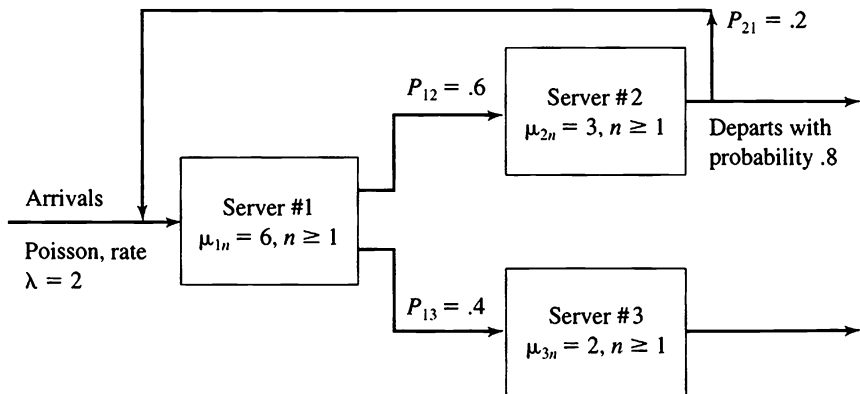 P₂₁ = .2
P₁₂ = .6
Server #2
μ₂ₙ = 3, n ≥ 1
Departs with
probability .8
Arrivals
Poisson, rate
λ = 2
Server #1
μ₁ₙ = 6, n ≥ 1
P₁₃ = .4
Server #3
μ₃ₙ = 2, n ≥ 1